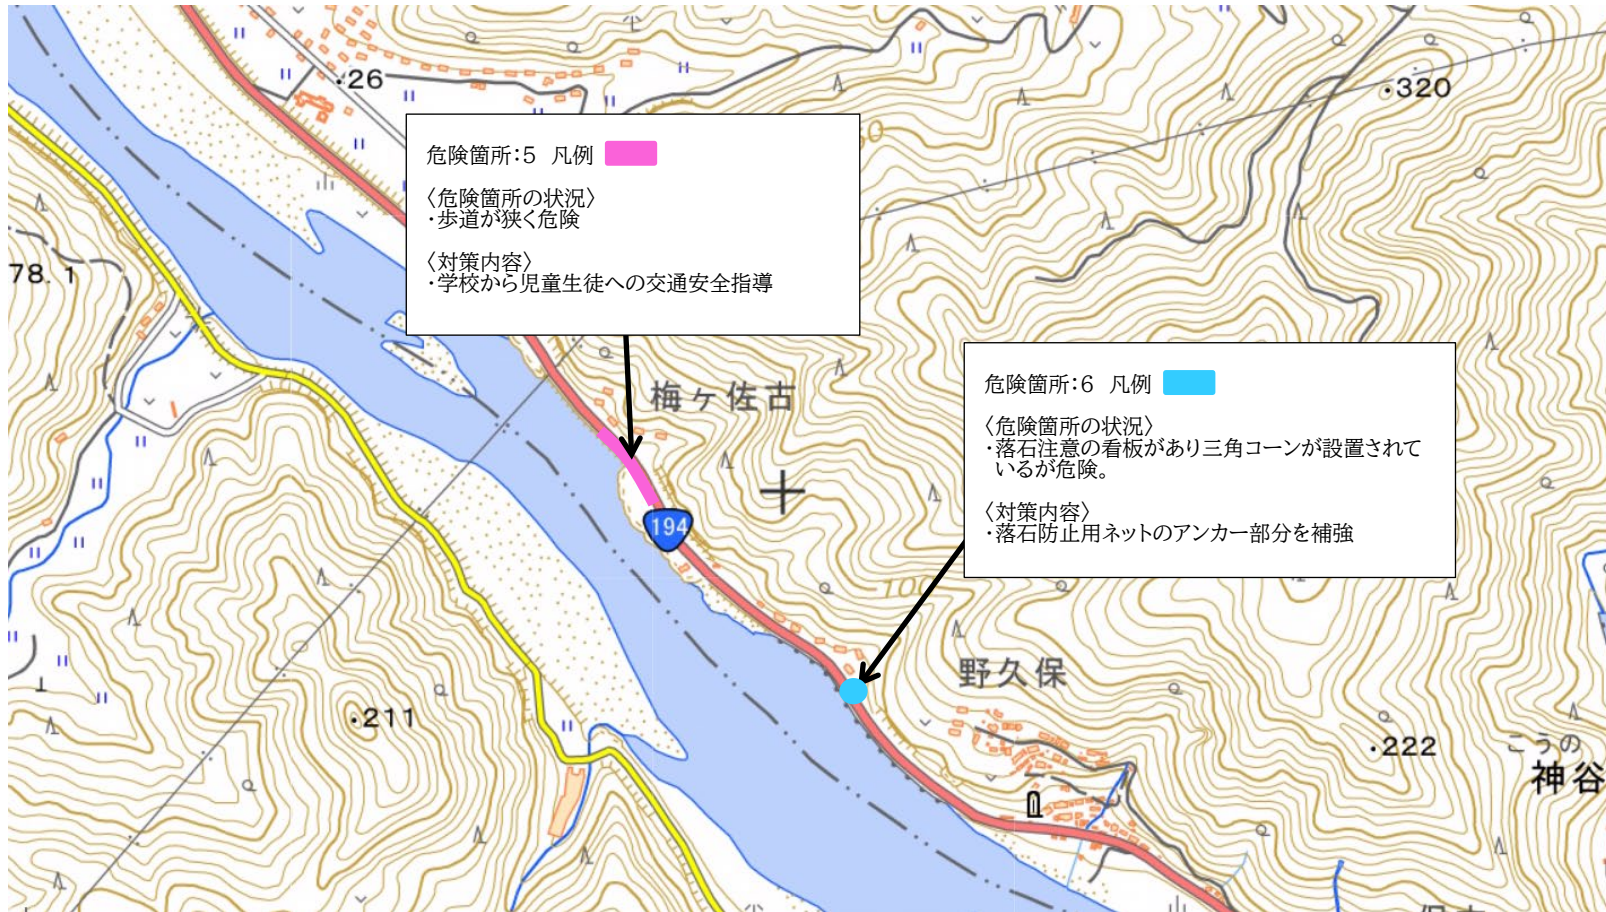 ・26
・320
危険箇所：5 凡例
〈危険箇所の状況〉
・歩道が狭く危険
〈対策内容〉
・学校から児童生徒への交通安全指導
78.1
梅ヶ佐古
危険箇所：6 凡例
〈危険箇所の状況〉
・落石注意の看板があり三角コーンが設置されて
いるが危険。
〈対策内容〉
・落石防止用ネットのアンカー部分を補強
194
100
野久保
・211
・222
こうの
神谷